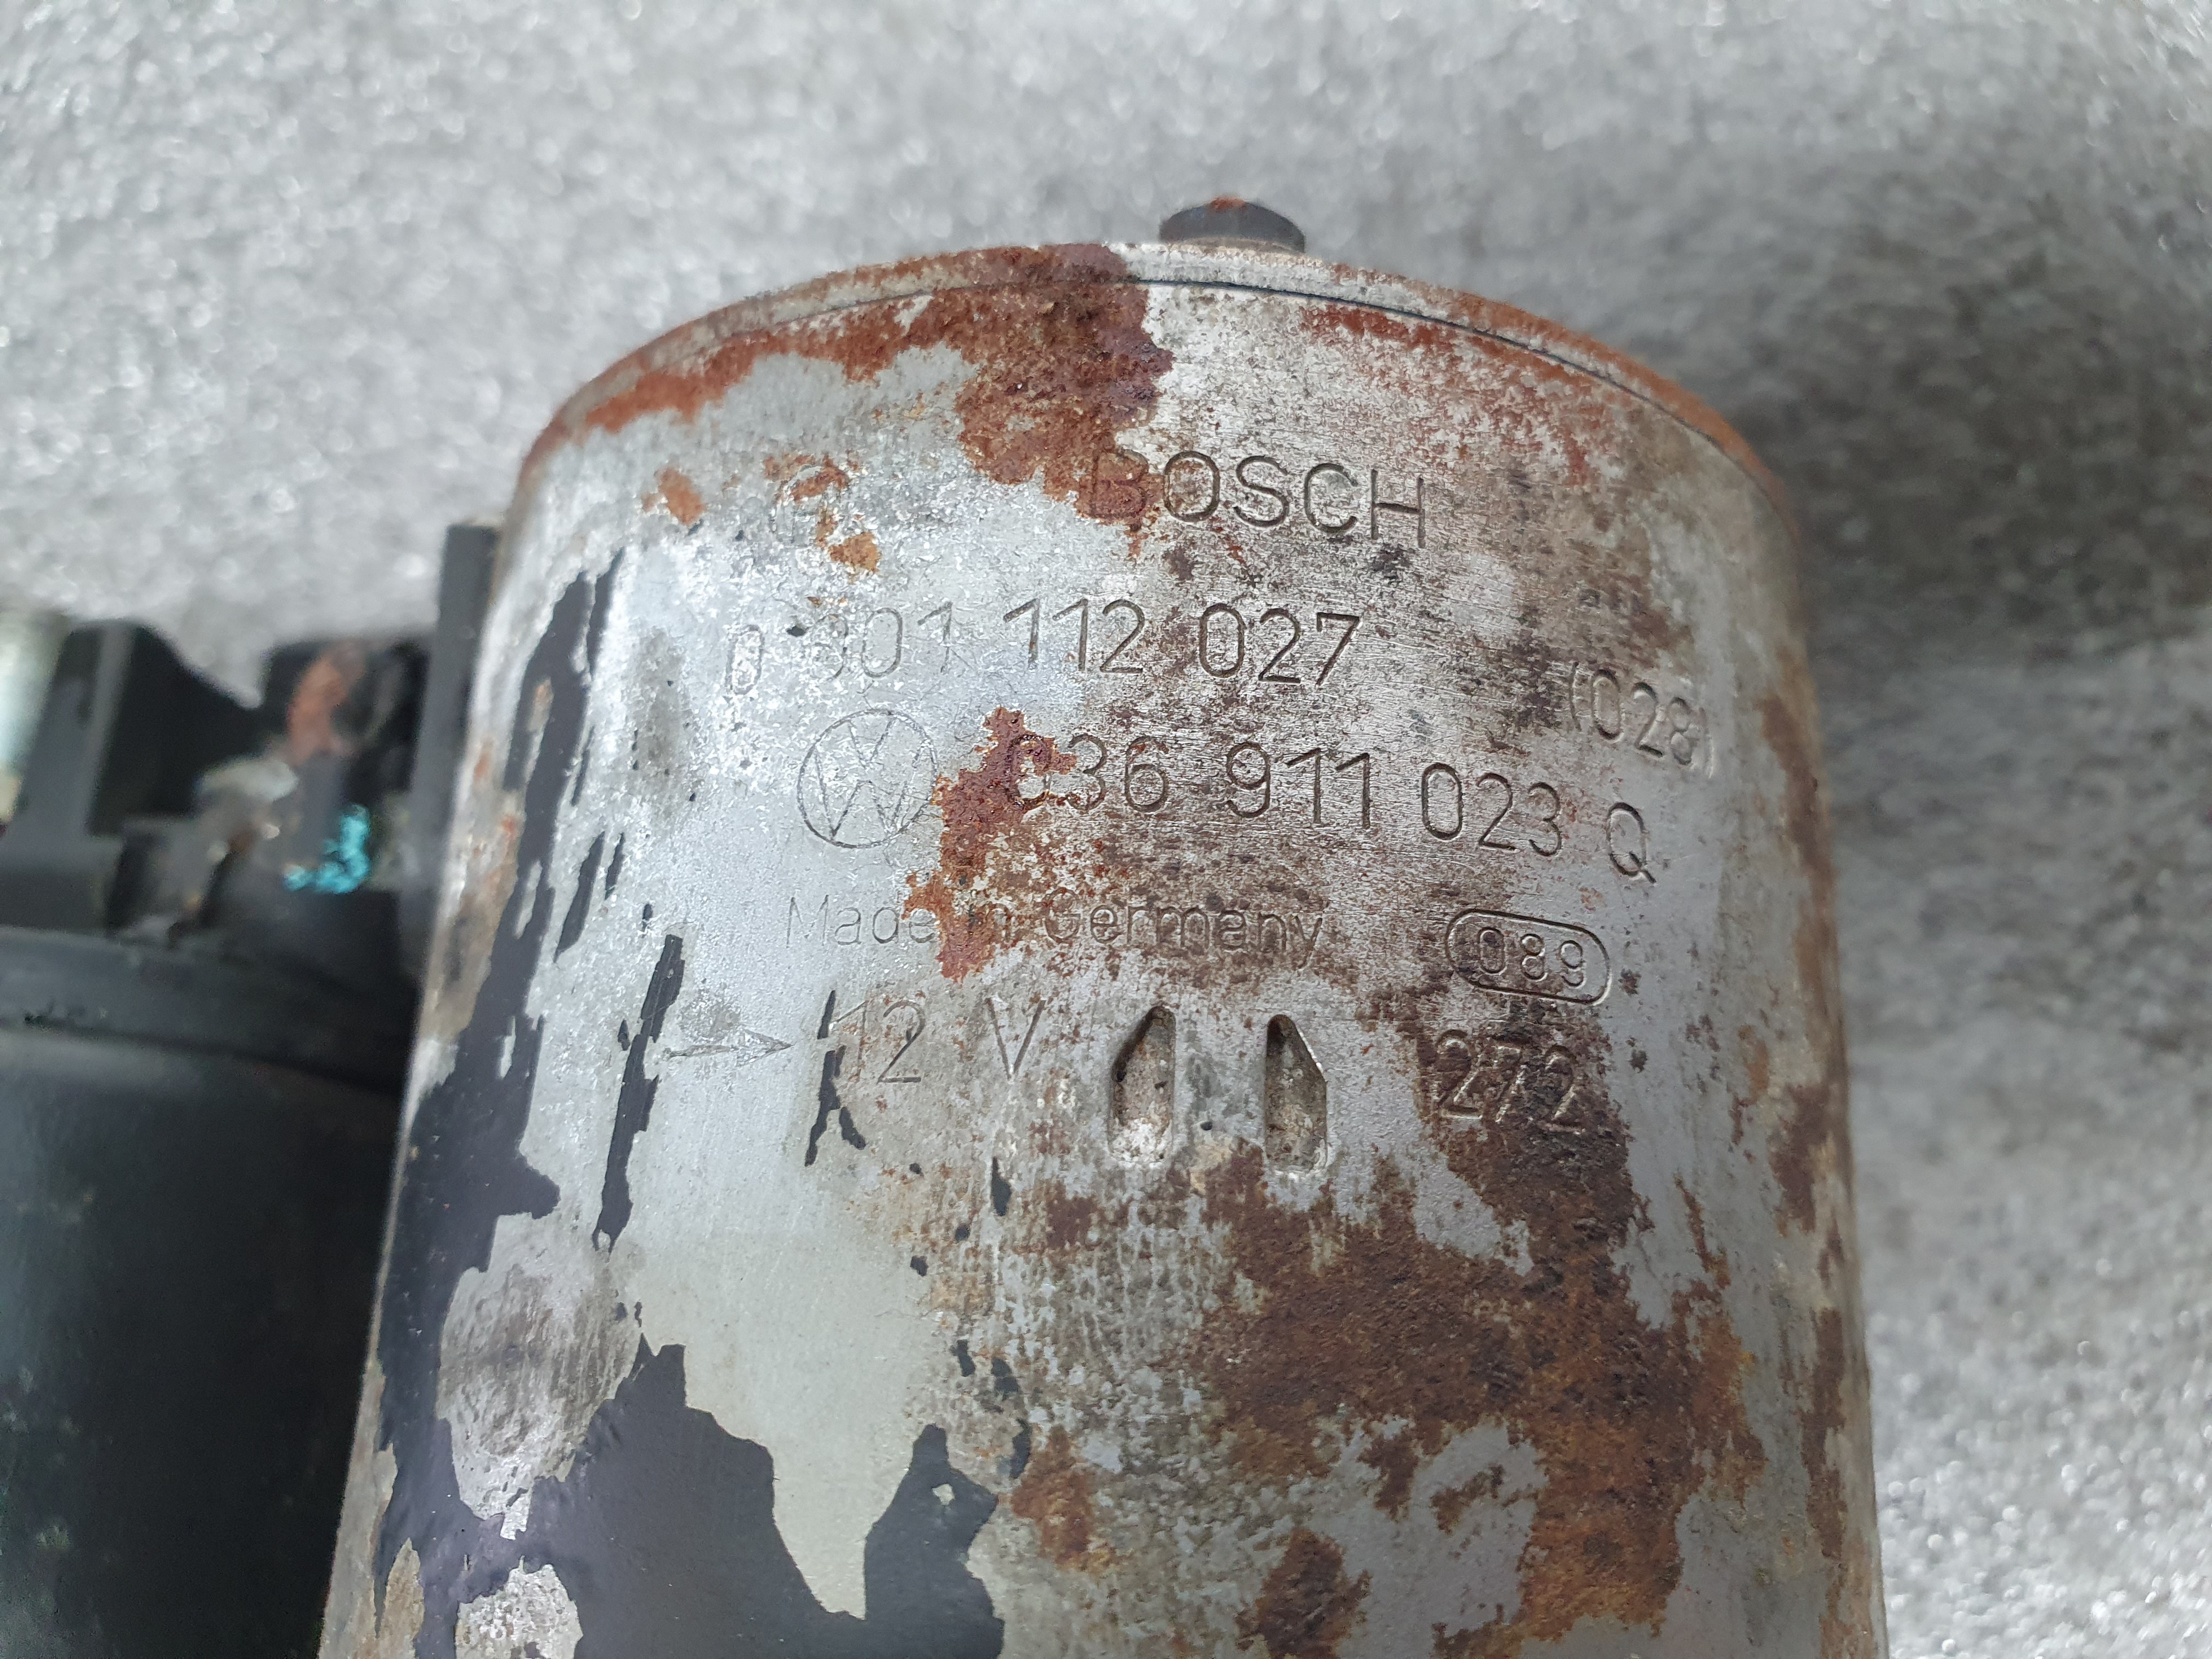 BOSCH
0 001 112 027 (028)
036 911 023 Q
Made in Germany 089
12 V 272